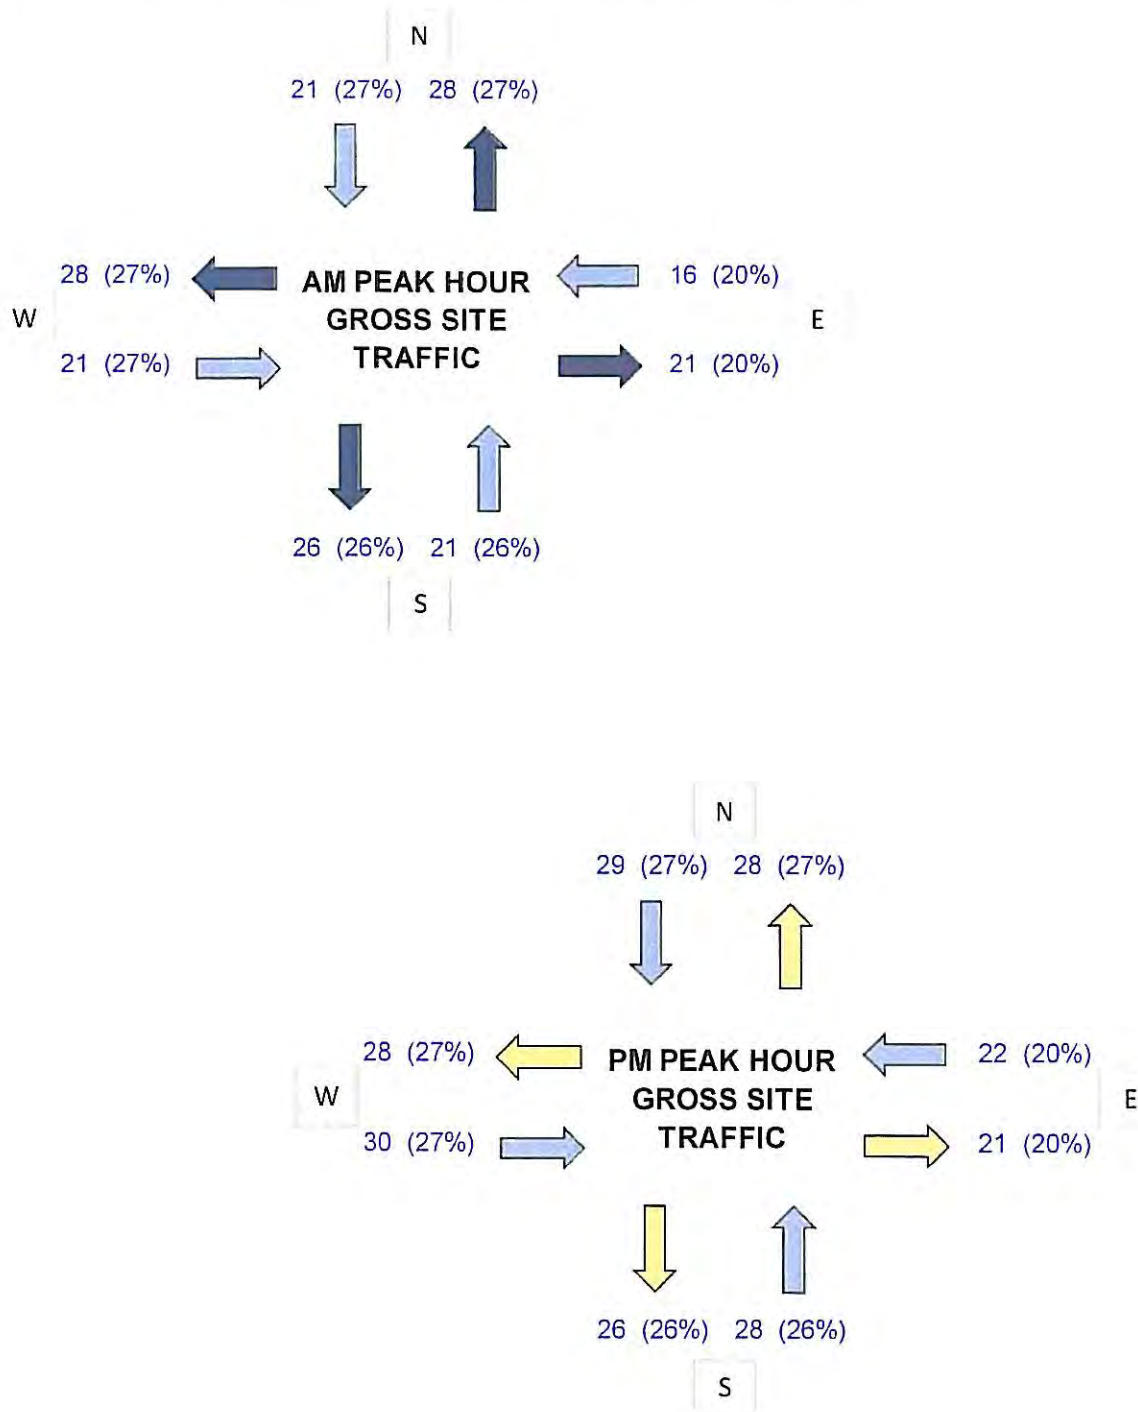 N
21 (27%) 28 (27%)
28 (27%)
AM PEAK HOUR
GROSS SITE
TRAFFIC
16 (20%)
W
E
21 (27%)
21 (20%)
26 (26%) 21 (26%)
S
N
29 (27%) 28 (27%)
28 (27%)
PM PEAK HOUR
GROSS SITE
TRAFFIC
22 (20%)
W
E
30 (27%)
21 (20%)
26 (26%) 28 (26%)
S